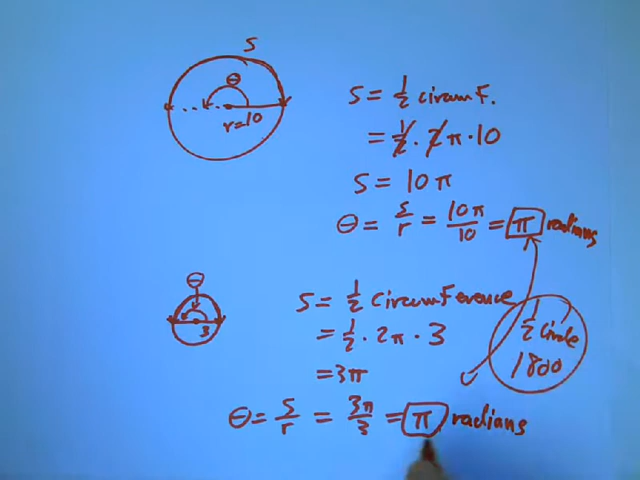 S
θ
r=10
S = 1/2 circumF.
= 1/2 · 2π · 10
S = 10π
θ = S/r = 10π/10 = π radians
θ
3
S = 1/2 CircumFerence
= 1/2 · 2π · 3
= 3π
1/2 Circle
180°
θ = S/r = 3π/3 = π radians